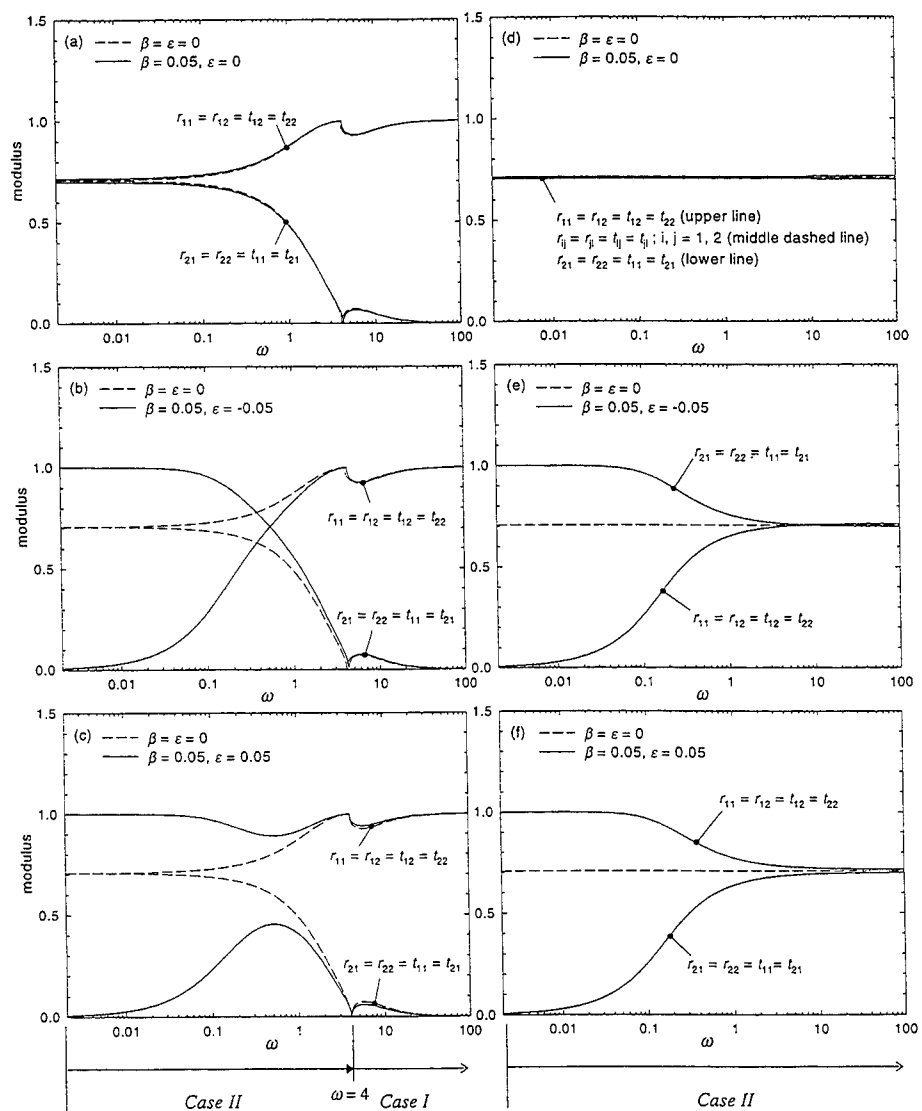 (a)
β = ε = 0
β = 0.05, ε = 0
r11 = r12 = t12 = t22
r21 = r22 = t11 = t21
modulus
1.5
1.0
0.5
0.0
0.01 0.1 1 10 100
ω
(d)
β = ε = 0
β = 0.05, ε = 0
r11 = r12 = t12 = t22 (upper line)
rij = rji = tij = tji ; i, j = 1, 2 (middle dashed line)
r21 = r22 = t11 = t21 (lower line)
1.5
1.0
0.5
0.0
0.01 0.1 1 10 100
ω
(b)
β = ε = 0
β = 0.05, ε = -0.05
r11 = r12 = t12 = t22
r21 = r22 = t11 = t21
1.5
1.0
0.5
0.0
0.01 0.1 1 10 100
ω
(e)
β = ε = 0
β = 0.05, ε = -0.05
r21 = r22 = t11 = t21
r11 = r12 = t12 = t22
1.5
1.0
0.5
0.0
0.01 0.1 1 10 100
ω
(c)
β = ε = 0
β = 0.05, ε = 0.05
r11 = r12 = t12 = t22
r21 = r22 = t11 = t21
modulus
1.5
1.0
0.5
0.0
0.01 0.1 1 10 100
ω
(f)
β = ε = 0
β = 0.05, ε = 0.05
r11 = r12 = t12 = t22
r21 = r22 = t11 = t21
1.5
1.0
0.5
0.0
0.01 0.1 1 10 100
ω
Case II ω = 4 Case I
Case II